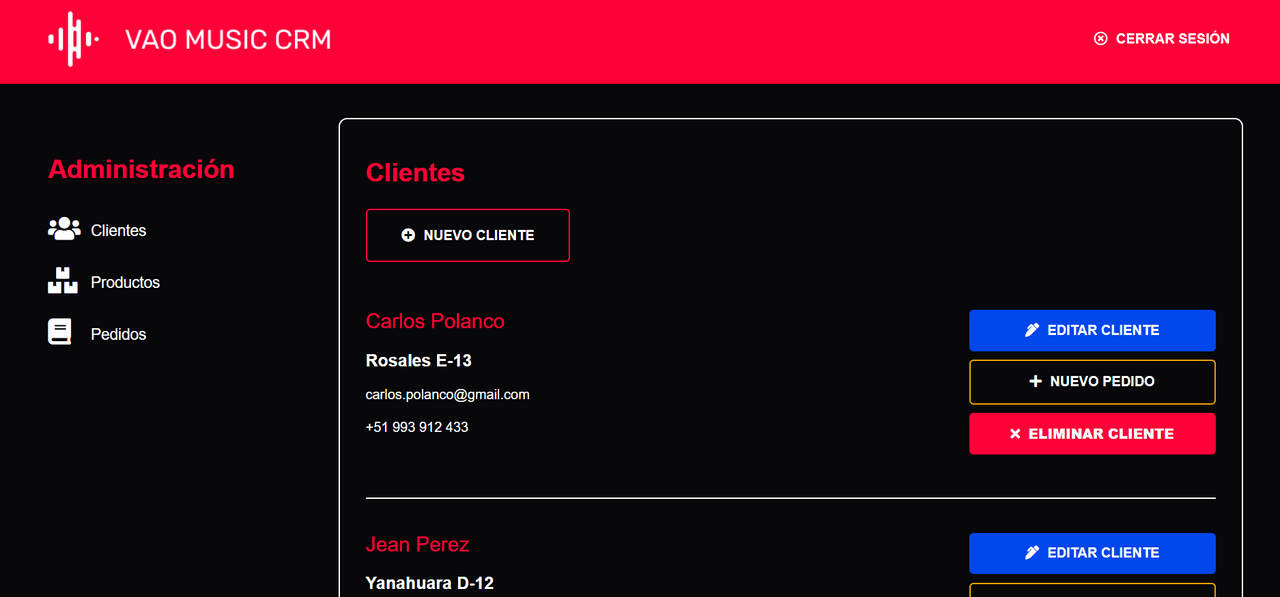 VAO MUSIC CRM
CERRAR SESIÓN
Administración
Clientes
Productos
Pedidos
Clientes
NUEVO CLIENTE
Carlos Polanco
Rosales E-13
carlos.polanco@gmail.com
+51 993 912 433
EDITAR CLIENTE
NUEVO PEDIDO
ELIMINAR CLIENTE
Jean Perez
Yanahuara D-12
EDITAR CLIENTE